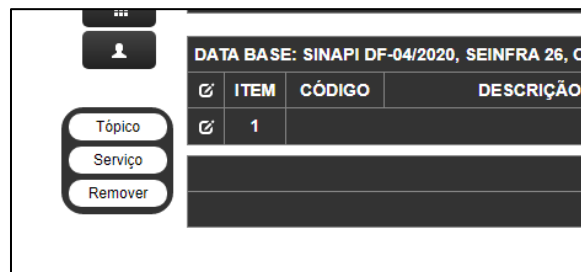 DATA BASE: SINAPI DF-04/2020, SEINFRA 26,
ITEM CÓDIGO DESCRIÇÃO
1
Tópico
Serviço
Remover